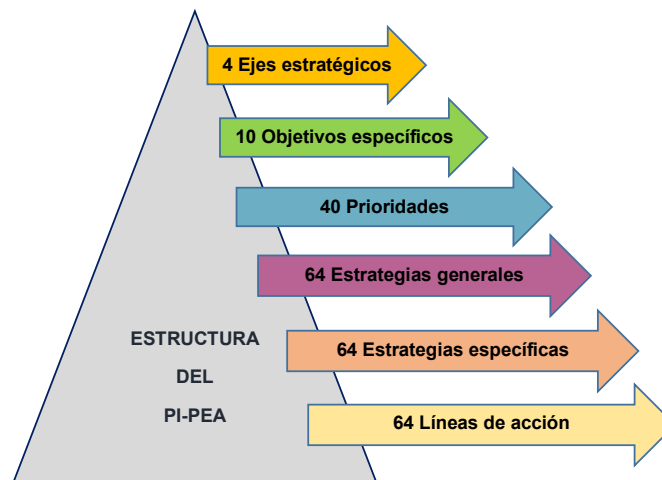 4 Ejes estratégicos
10 Objetivos específicos
40 Prioridades
64 Estrategias generales
64 Estrategias específicas
64 Líneas de acción
ESTRUCTURA
DEL
PI-PEA